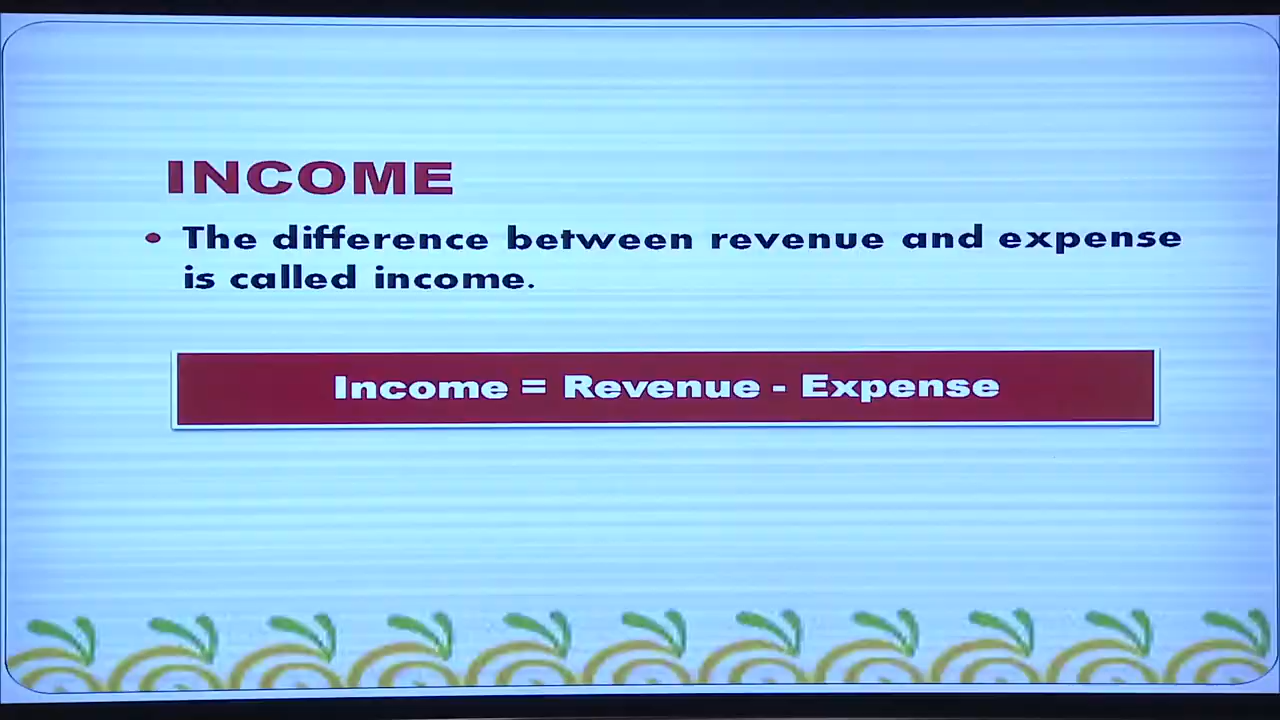 INCOME
• The difference between revenue and expense
is called income.
Income = Revenue - Expense